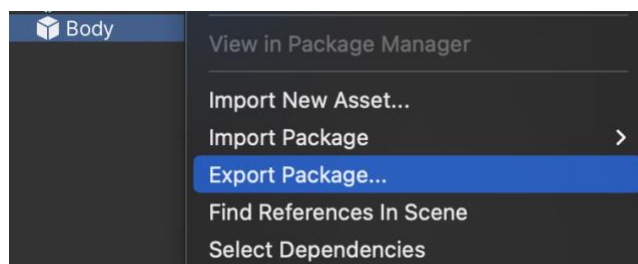 Body
View in Package Manager
Import New Asset...
Import Package
Export Package...
Find References In Scene
Select Dependencies